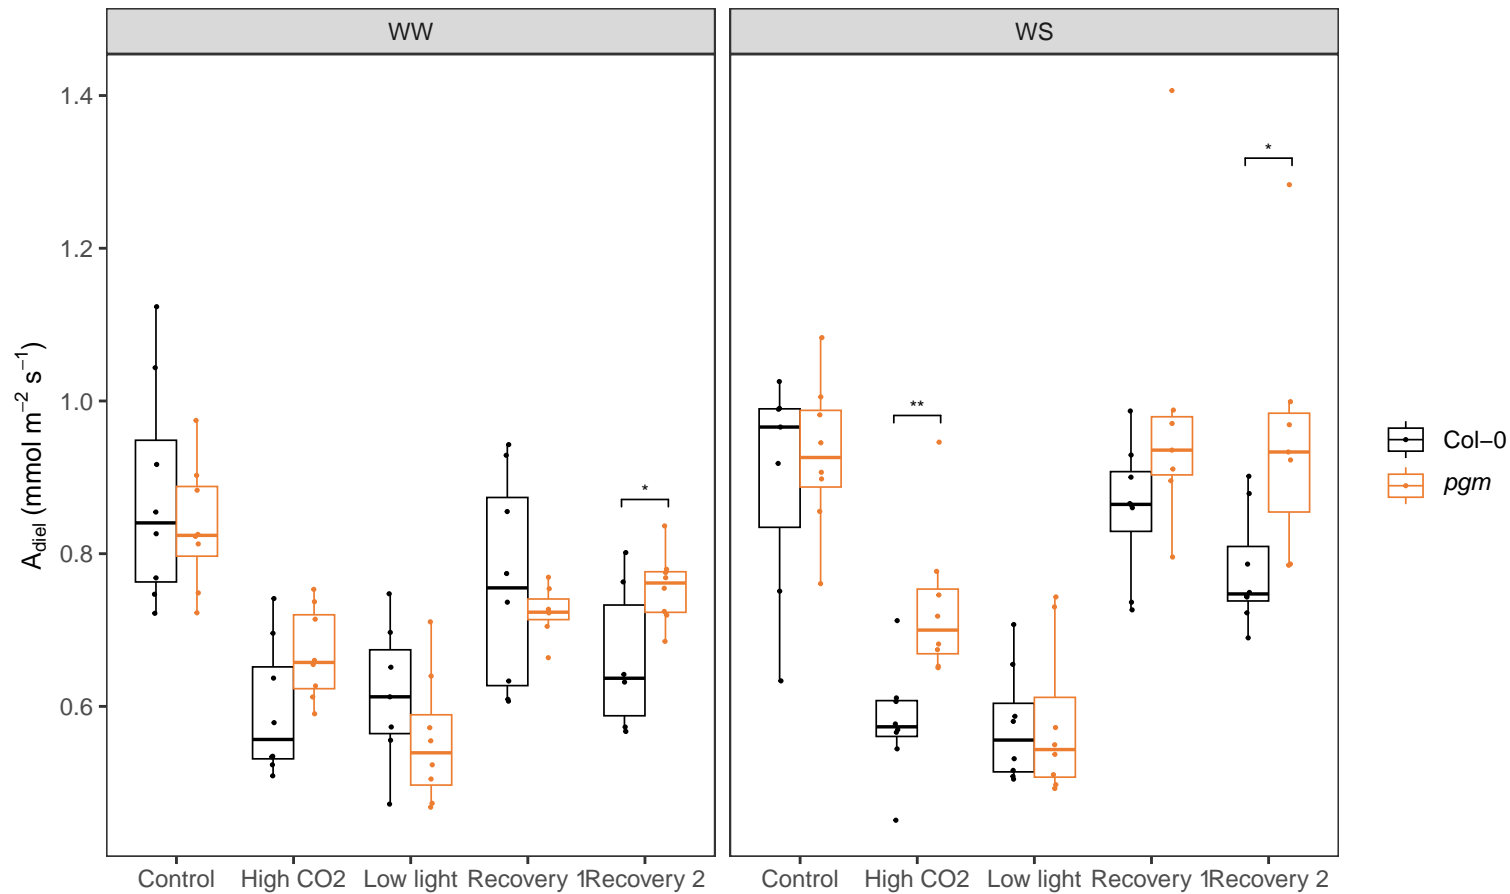 WW WS
1.4
1.2
1.0
0.8
0.6
A_diel (mmol m⁻² s⁻¹)
*
**
*
Control High CO2 Low light Recovery 1 Recovery 2 Control High CO2 Low light Recovery 1 Recovery 2
Col−0
pgm